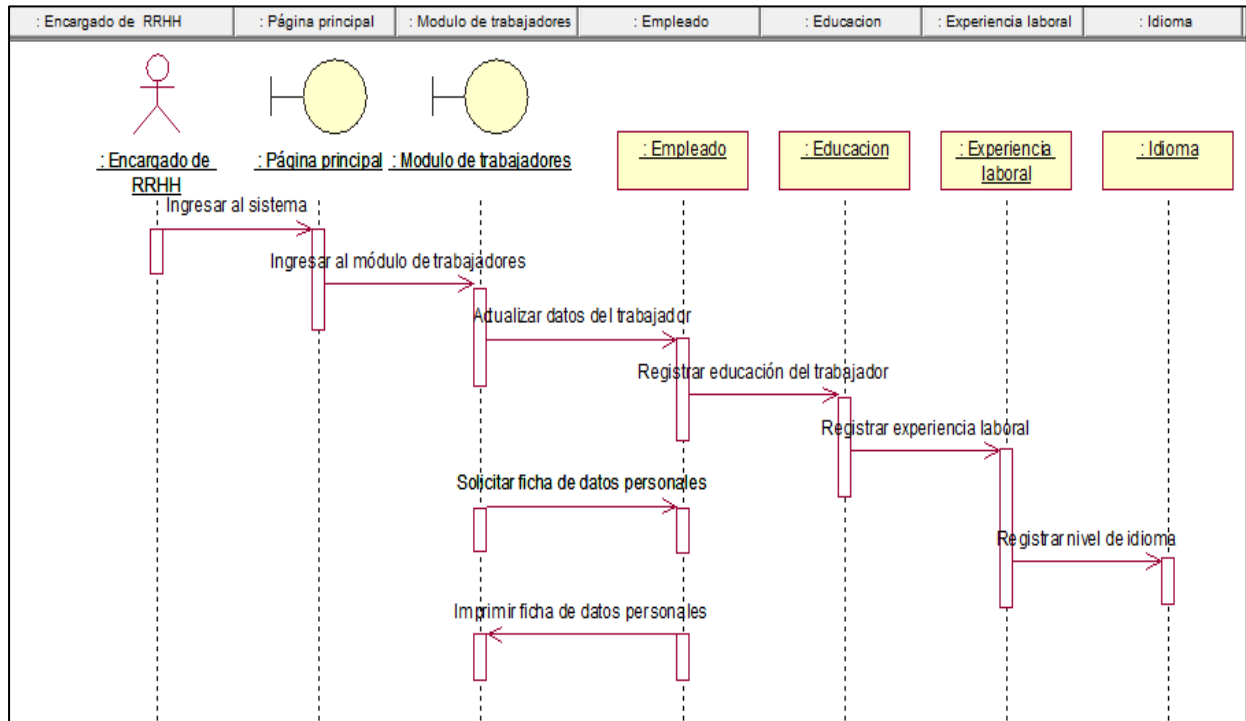 : Encargado de RRHH
: Página principal
: Modulo de trabajadores
: Empleado
: Educacion
: Experiencia laboral
: Idioma
: Encargado de
RRHH
: Página principal
: Modulo de trabajadores
: Empleado
: Educacion
: Experiencia
laboral
: Idioma
Ingresar al sistema
Ingresar al módulo de trabajadores
Actualizar datos del trabajador
Registrar educación del trabajador
Registrar experiencia laboral
Solicitar ficha de datos personales
Registrar nivel de idioma
Imprimir ficha de datos personales